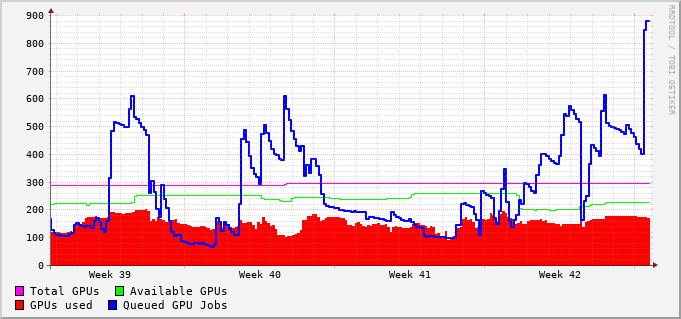 900
800
700
600
500
400
300
200
100
0
Week 39 Week 40 Week 41 Week 42
Total GPUs Available GPUs
GPUs used Queued GPU Jobs
RRDTOOL / TOBI OETIKER